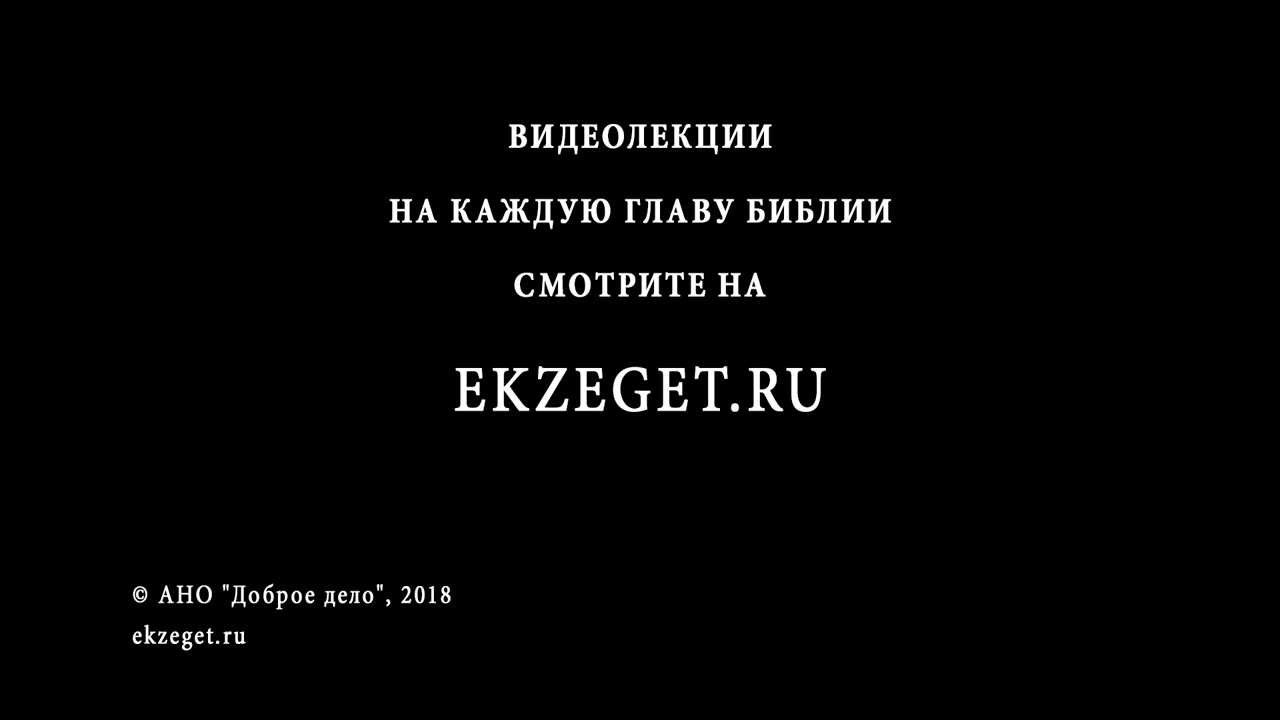 ВИДЕОЛЕКЦИИ
НА КАЖДУЮ ГЛАВУ БИБЛИИ
СМОТРИТЕ НА
EKZEGET.RU
© АНО "Доброе дело", 2018
ekzeget.ru